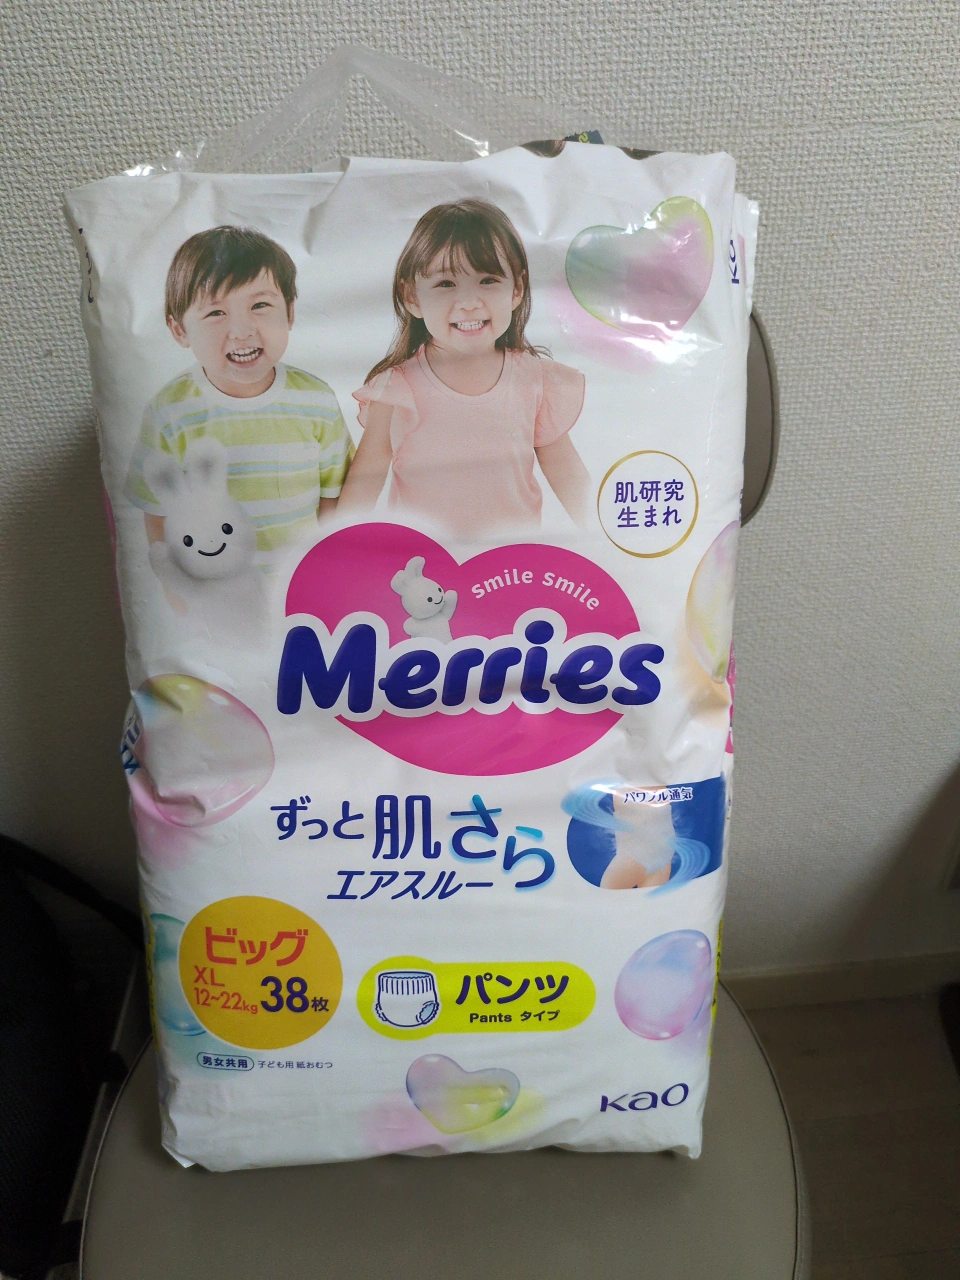 肌研究
生まれ
smile smile
Merries
ずっと肌さら
エアスルー
パワフル通気
ビッグ
XL
12~22kg 38枚
パンツ
Pants タイプ
男女共用 子ども用 紙おむつ
Kao